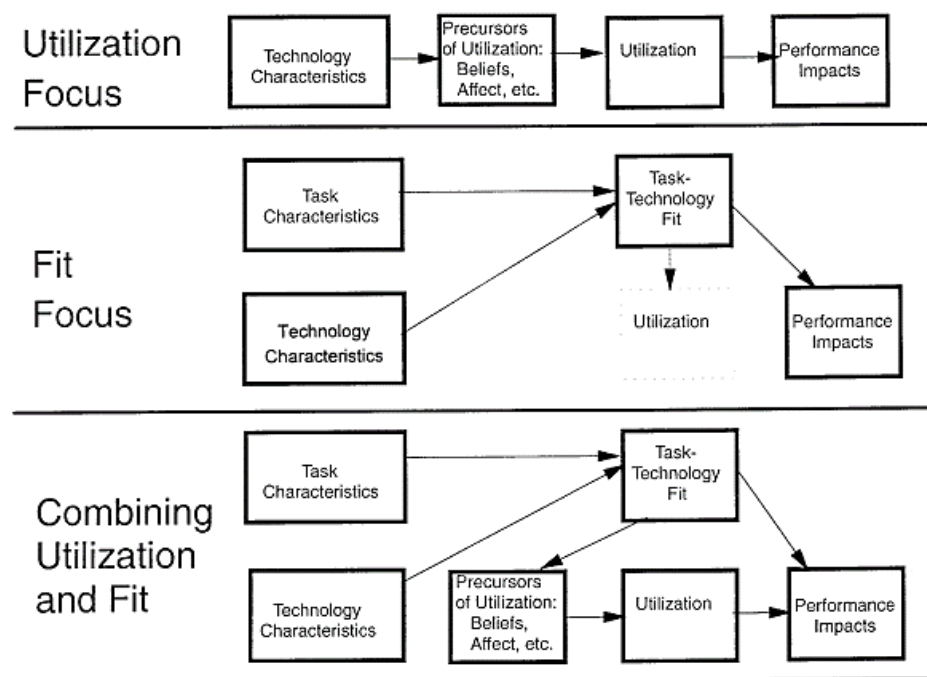 Utilization
Focus
Technology
Characteristics
Precursors
of Utilization:
Beliefs,
Affect, etc.
Utilization
Performance
Impacts
Fit
Focus
Task
Characteristics
Technology
Characteristics
Task-
Technology
Fit
Utilization
Performance
Impacts
Combining
Utilization
and Fit
Task
Characteristics
Technology
Characteristics
Task-
Technology
Fit
Precursors
of Utilization:
Beliefs,
Affect, etc.
Utilization
Performance
Impacts